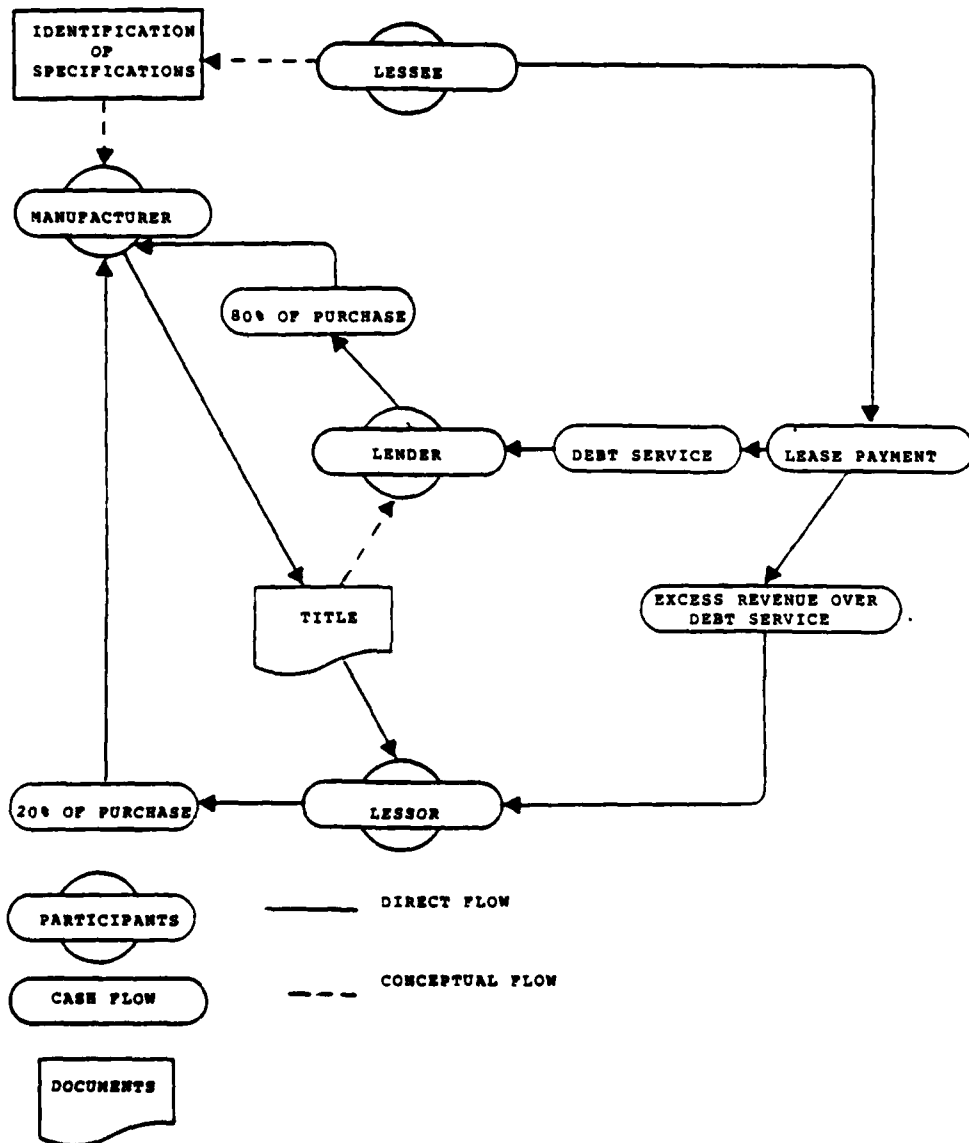 IDENTIFICATION
OF
SPECIFICATIONS
LESSEE
MANUFACTURER
80% OF PURCHASE
LENDER
DEBT SERVICE
LEASE PAYMENT
TITLE
EXCESS REVENUE OVER
DEBT SERVICE
20% OF PURCHASE
LESSOR
PARTICIPANTS
DIRECT FLOW
CASH FLOW
CONCEPTUAL FLOW
DOCUMENTS